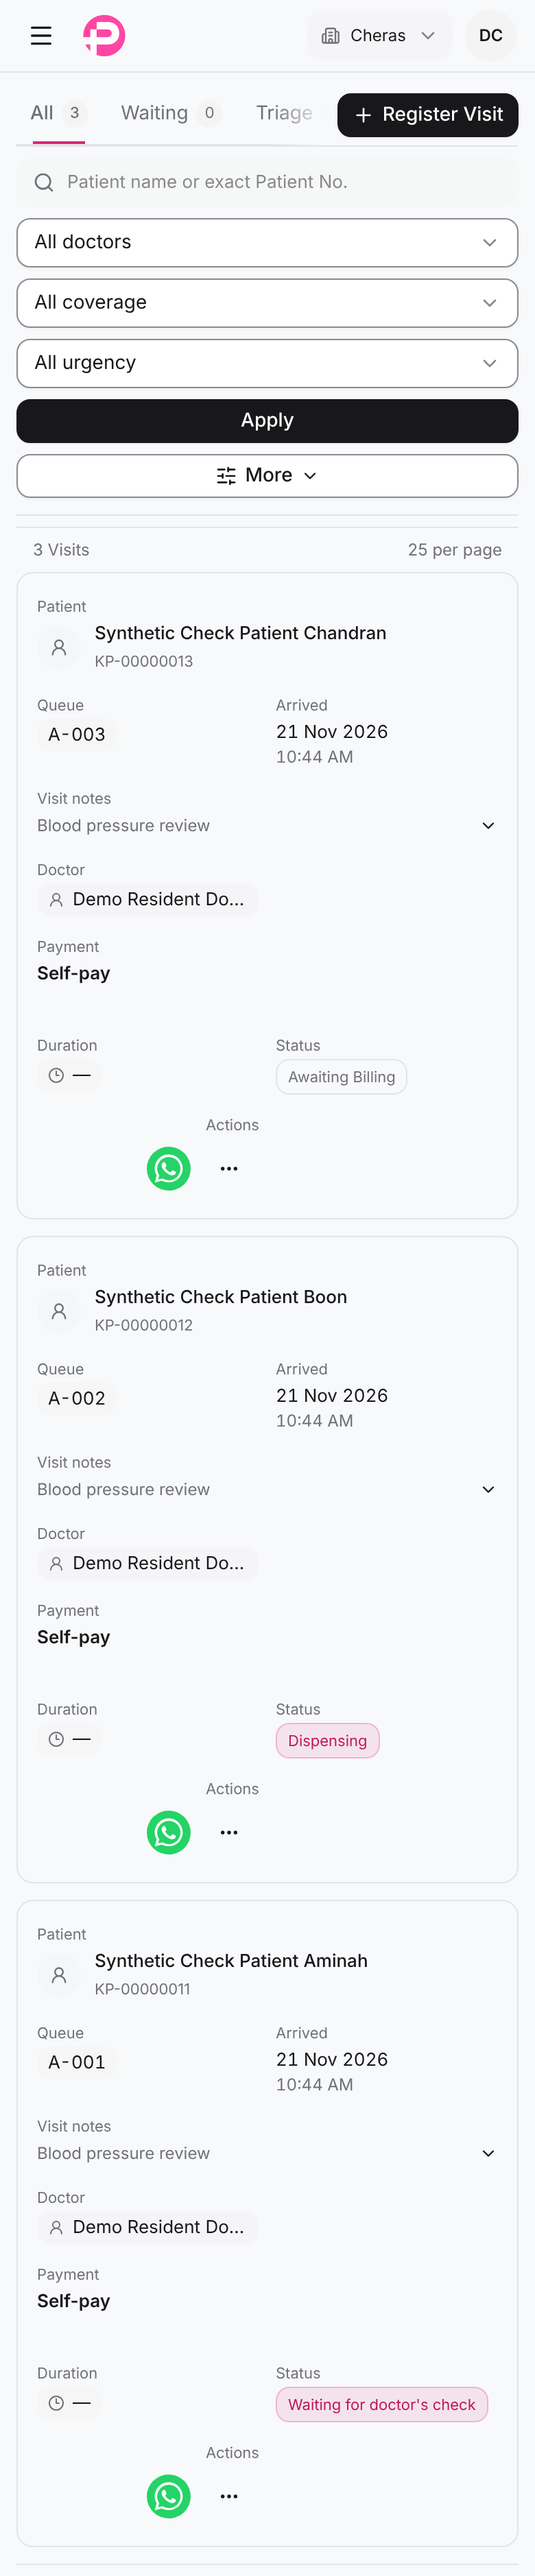 Cheras
DC
All 3
Waiting 0
Triage
Register Visit
Patient name or exact Patient No.
All doctors
All coverage
All urgency
Apply
More
3 Visits
25 per page
Patient
Synthetic Check Patient Chandran
KP-00000013
Queue
Arrived
A-003
21 Nov 2026
10:44 AM
Visit notes
Blood pressure review
Doctor
Demo Resident Do...
Payment
Self-pay
Duration
Status
—
Awaiting Billing
Actions
Patient
Synthetic Check Patient Boon
KP-00000012
Queue
Arrived
A-002
21 Nov 2026
10:44 AM
Visit notes
Blood pressure review
Doctor
Demo Resident Do...
Payment
Self-pay
Duration
Status
—
Dispensing
Actions
Patient
Synthetic Check Patient Aminah
KP-00000011
Queue
Arrived
A-001
21 Nov 2026
10:44 AM
Visit notes
Blood pressure review
Doctor
Demo Resident Do...
Payment
Self-pay
Duration
Status
—
Waiting for doctor's check
Actions